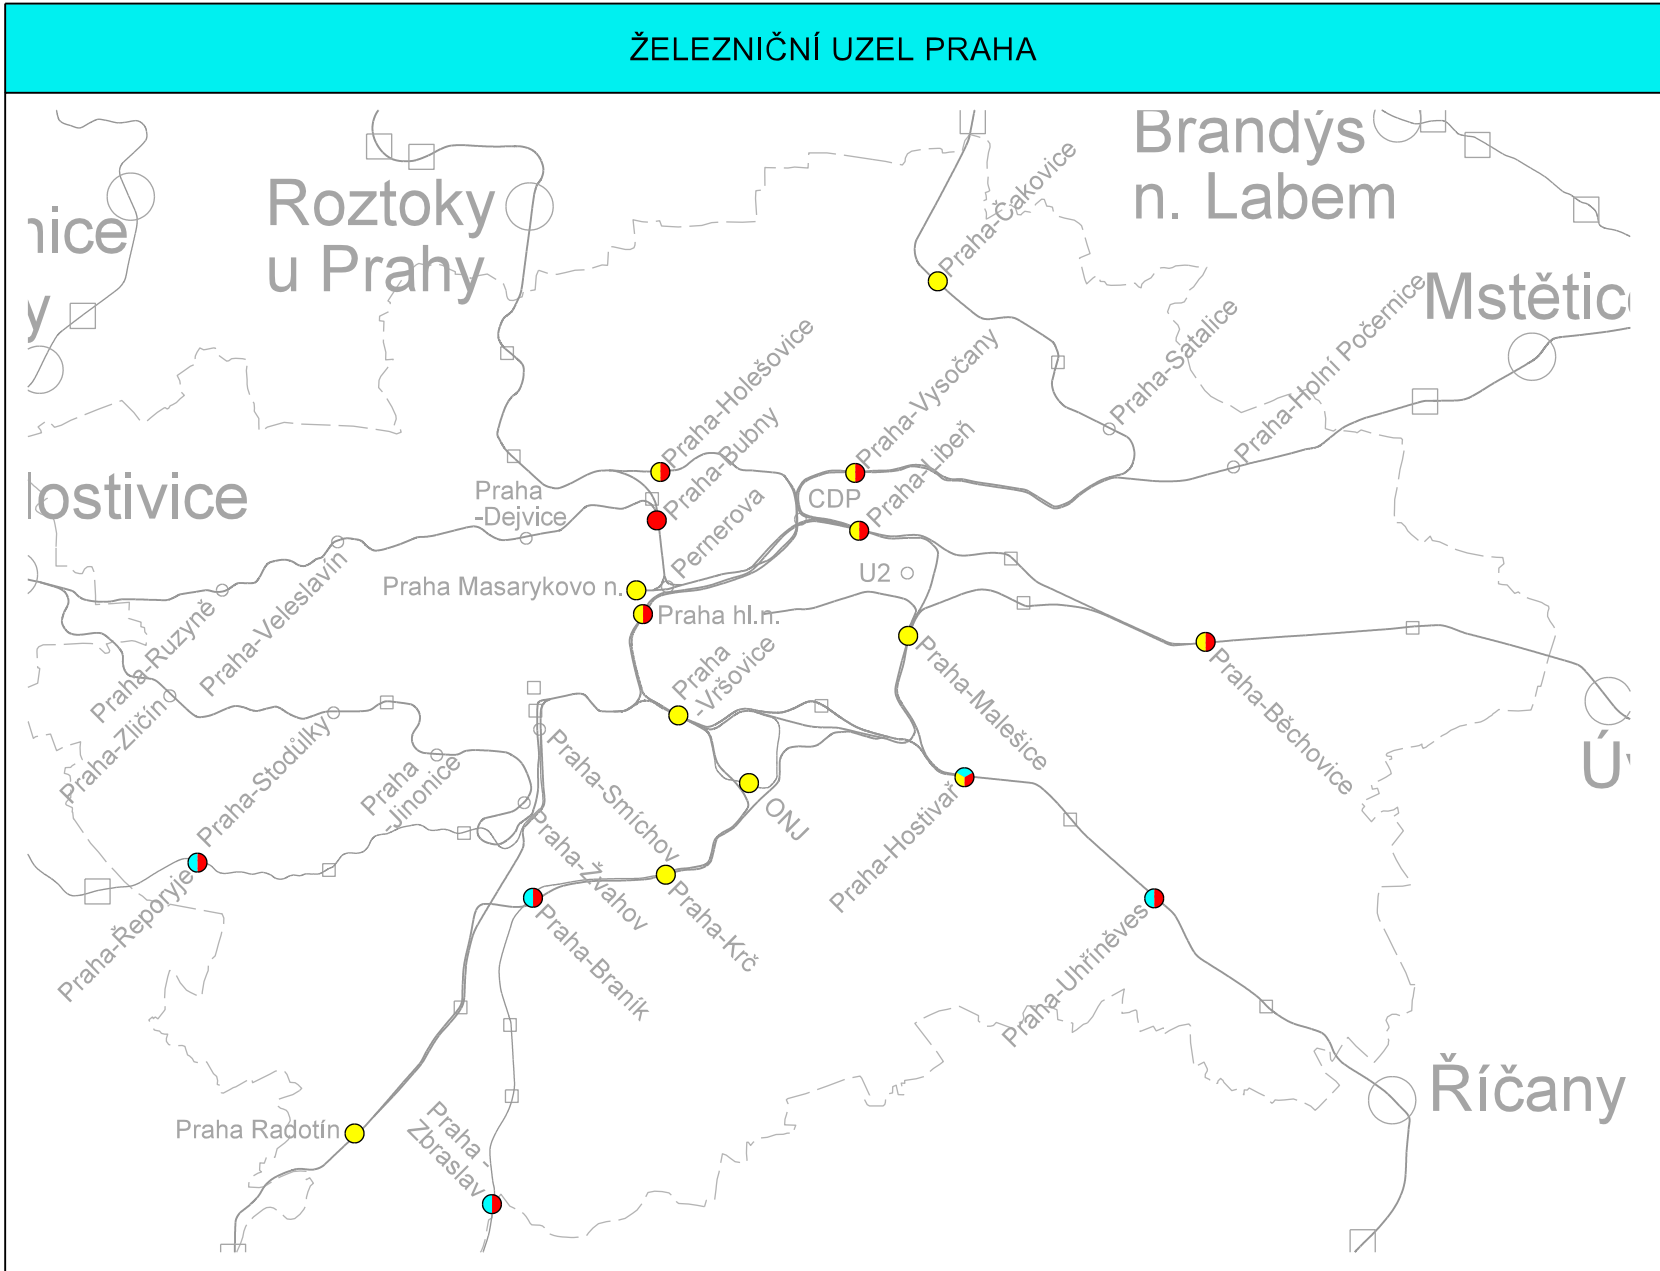 ŽELEZNIČNÍ UZEL PRAHA
Brandýs
n. Labem
Roztoky
u Prahy
nice
y
Mstětic
lostivice
Praha-Čakovice
Praha-Satalice
Praha-Holní Počernice
Praha-Holešovice
Praha-Bubny
Praha-Vysočany
Praha-Libeň
CDP
Pernerova
Praha
-Dejvice
U2
Praha Masarykovo n.
Praha hl.n.
Praha-Ruzyně
Praha-Veleslavín
Praha-Zličín
Praha-Stodůlky
Praha
-Jinonice
Praha
-Vršovice
Praha-Malešice
Praha-Běchovice
Praha-Smíchov
Praha-Žvahov
ONJ
Praha-Hostivař
Praha-Řeporyje
Praha-Krč
Praha-Braník
Praha-Uhříněves
Ú
Říčany
Praha Radotín
Praha -
Zbraslav